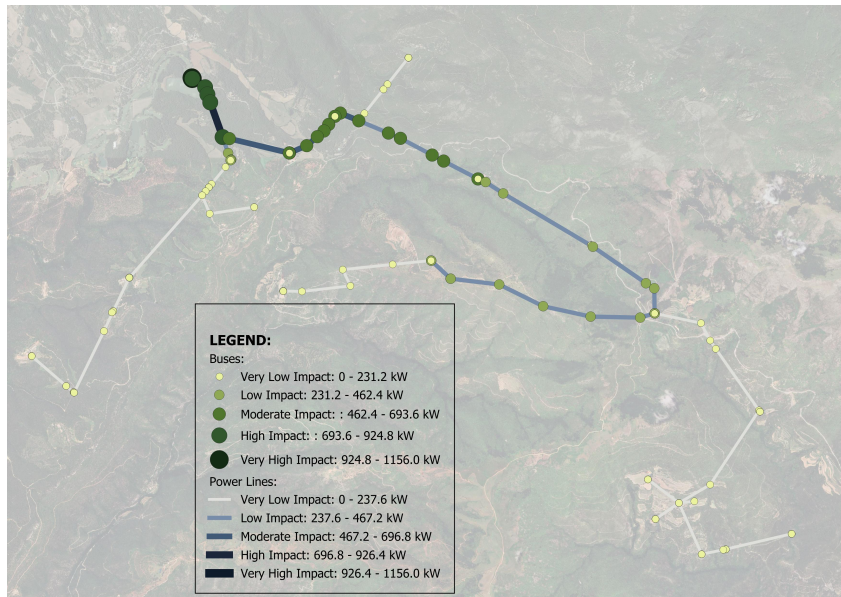 LEGEND:
Buses:
Very Low Impact: 0 - 231.2 kW
Low Impact: 231.2 - 462.4 kW
Moderate Impact: : 462.4 - 693.6 kW
High Impact: : 693.6 - 924.8 kW
Very High Impact: 924.8 - 1156.0 kW
Power Lines:
Very Low Impact: 0 - 237.6 kW
Low Impact: 237.6 - 467.2 kW
Moderate Impact: 467.2 - 696.8 kW
High Impact: 696.8 - 926.4 kW
Very High Impact: 926.4 - 1156.0 kW